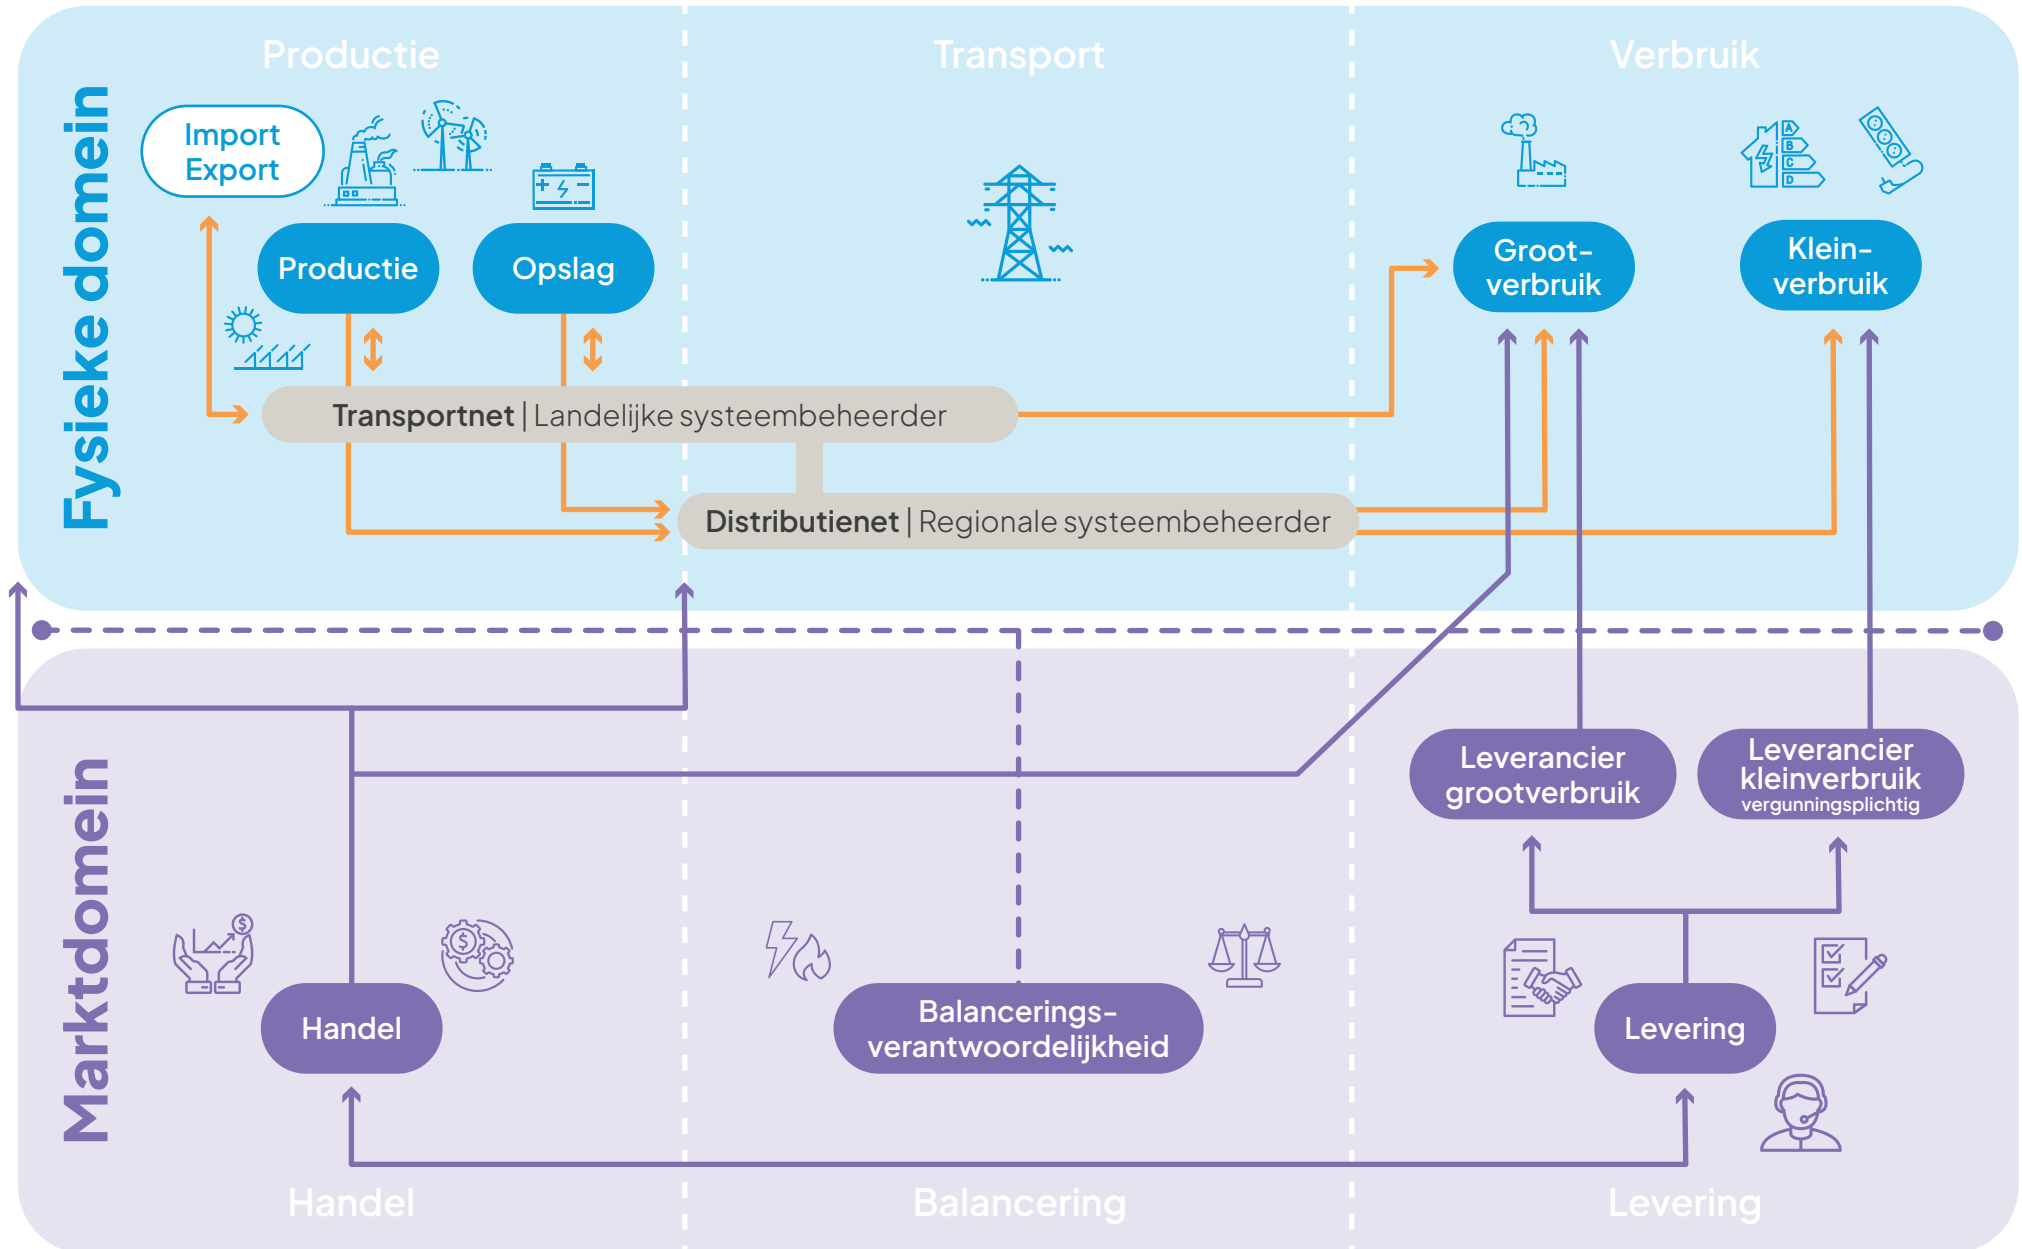 Productie
Transport
Verbruik
Fysieke domein
Import
Export
A
B
C
D
Productie
Opslag
Groot-
verbruik
Klein-
verbruik
Transportnet | Landelijke systeembeheerder
Distributienet | Regionale systeembeheerder
Marktdomein
Leverancier
grootverbruik
Leverancier
kleinverbruik
vergunningsplichtig
$
$
Handel
Balancerings-
verantwoordelijkheid
Levering
Handel
Balancering
Levering